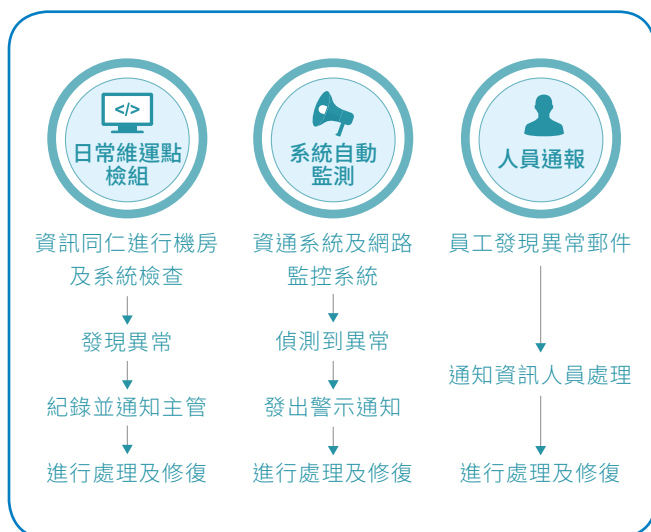 </>
日常維運點
檢組
資訊同仁進行機房
及系統檢查
發現異常
紀錄並通知主管
進行處理及修復
系統自動
監測
資通系統及網路
監控系統
偵測到異常
發出警示通知
進行處理及修復
人員通報
員工發現異常郵件
通知資訊人員處理
進行處理及修復